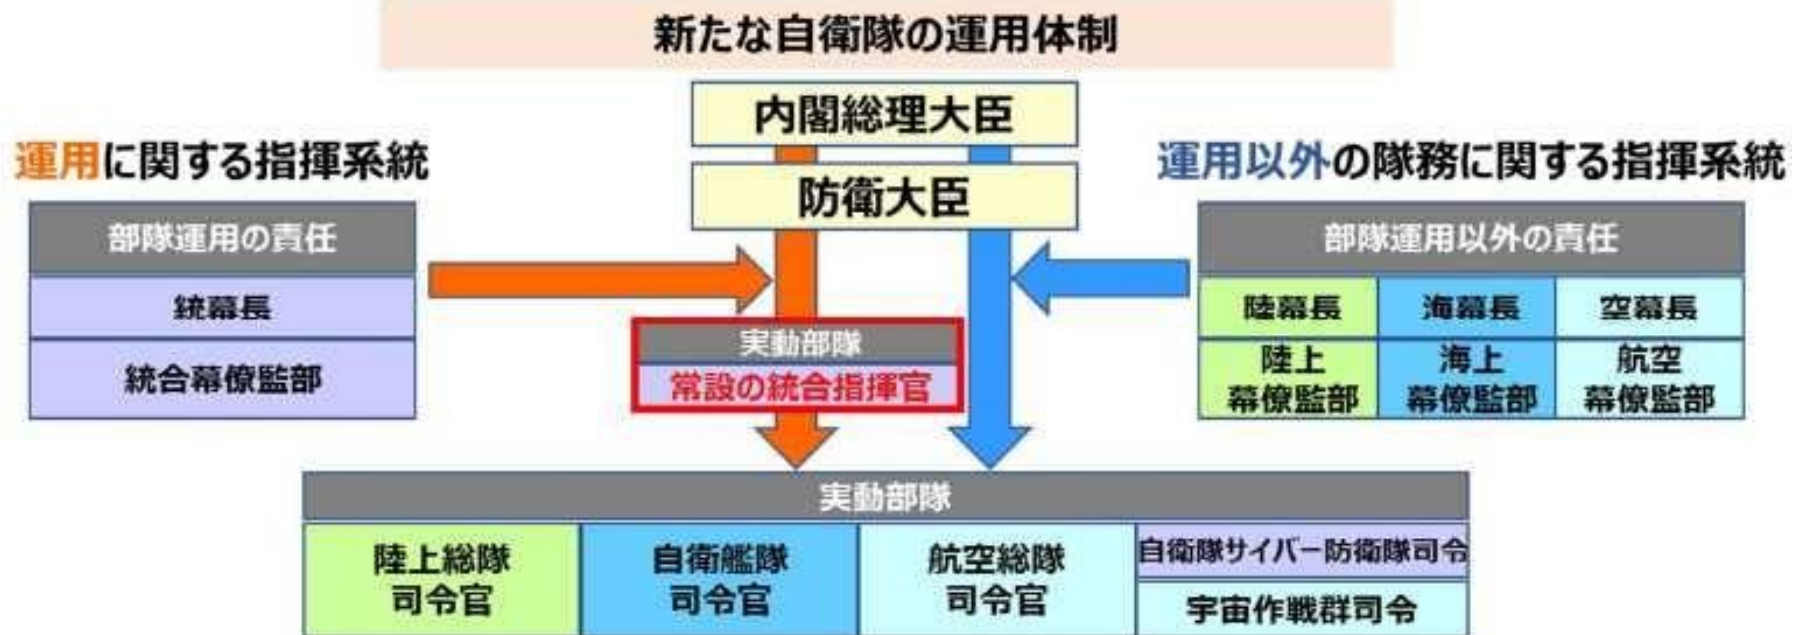 新たな自衛隊の運用体制
内閣総理大臣
防衛大臣
運用に関する指揮系統
部隊運用の責任
統幕長
統合幕僚監部
運用以外の隊務に関する指揮系統
部隊運用以外の責任
陸幕長
海幕長
空幕長
陸上
幕僚監部
海上
幕僚監部
航空
幕僚監部
実動部隊
常設の統合指揮官
実動部隊
陸上総隊
司令官
自衛艦隊
司令官
航空総隊
司令官
自衛隊サイバー防衛隊司令
宇宙作戦群司令